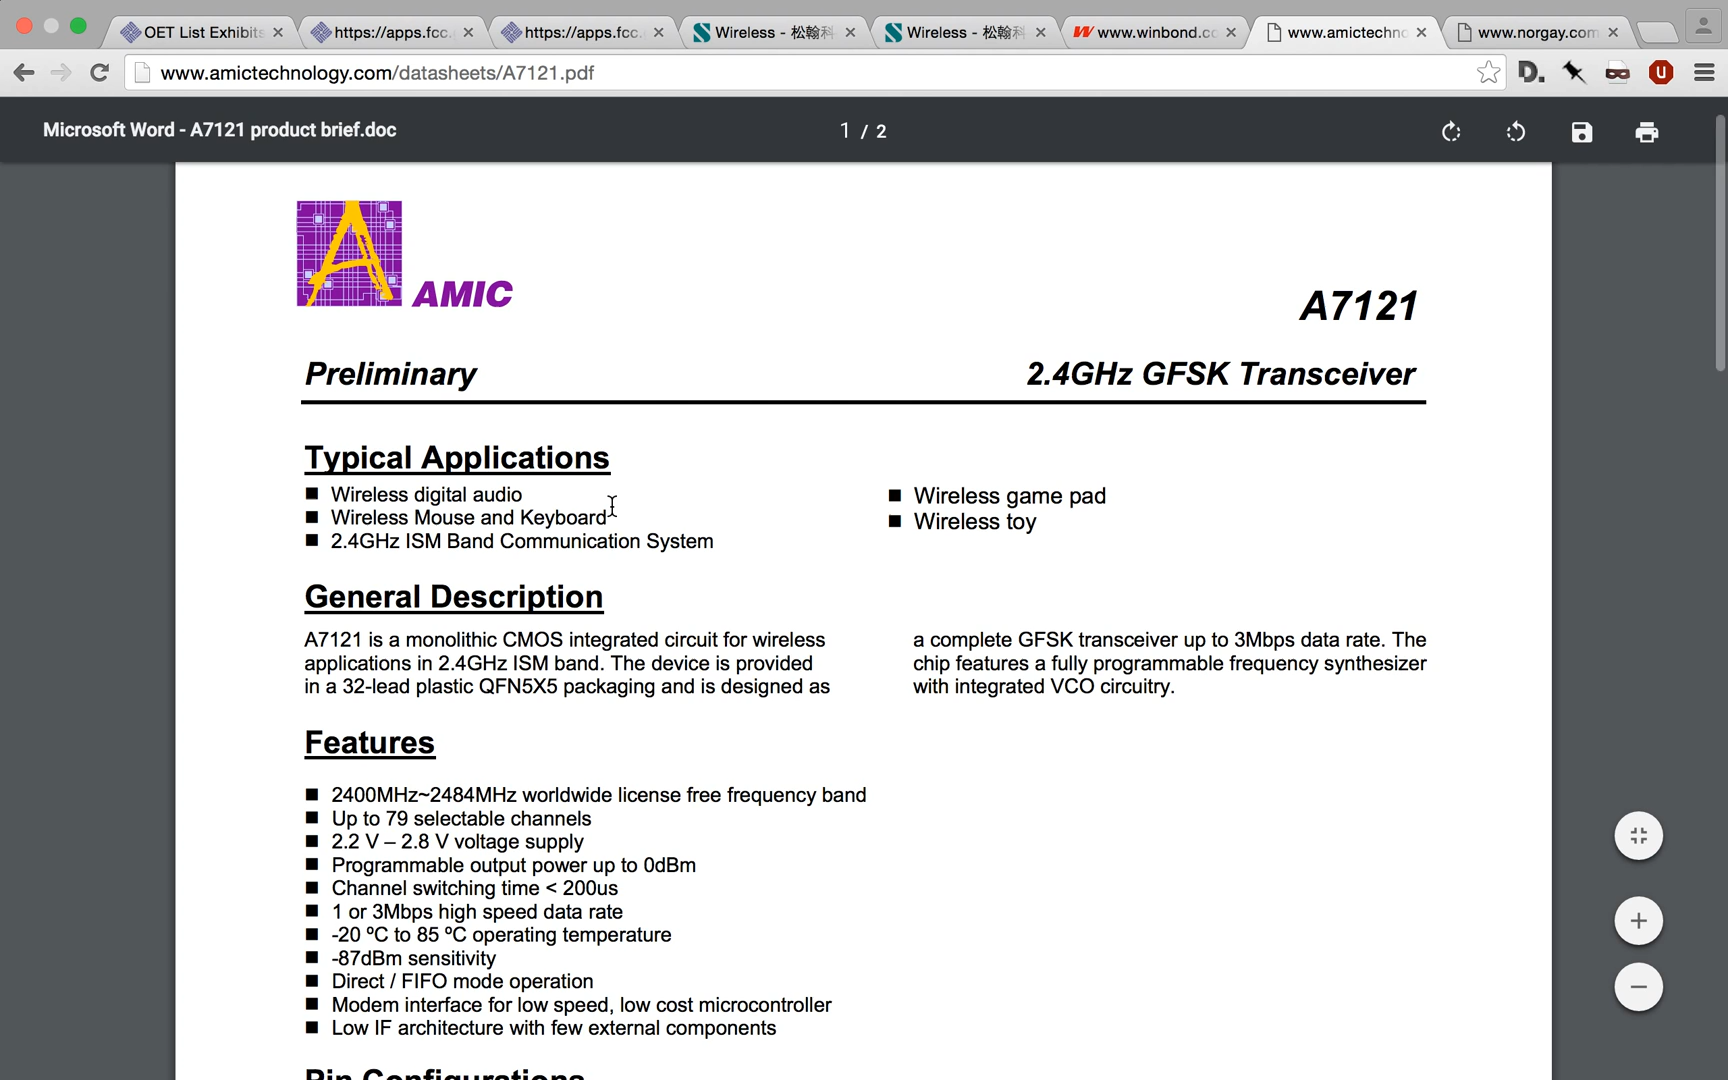 OET List Exhibits
https://apps.fcc.
https://apps.fcc.
Wireless - 松翰科
Wireless - 松翰科
www.winbond.co
www.amictechno
www.norgay.com
www.amictechnology.com/datasheets/A7121.pdf
Microsoft Word - A7121 product brief.doc
1 / 2
AMIC
A7121
Preliminary
2.4GHz GFSK Transceiver
Typical Applications
■ Wireless digital audio
■ Wireless Mouse and Keyboard
■ 2.4GHz ISM Band Communication System
■ Wireless game pad
■ Wireless toy
General Description
A7121 is a monolithic CMOS integrated circuit for wireless
applications in 2.4GHz ISM band. The device is provided
in a 32-lead plastic QFN5X5 packaging and is designed as
a complete GFSK transceiver up to 3Mbps data rate. The
chip features a fully programmable frequency synthesizer
with integrated VCO circuitry.
Features
■ 2400MHz~2484MHz worldwide license free frequency band
■ Up to 79 selectable channels
■ 2.2 V – 2.8 V voltage supply
■ Programmable output power up to 0dBm
■ Channel switching time < 200us
■ 1 or 3Mbps high speed data rate
■ -20 ºC to 85 ºC operating temperature
■ -87dBm sensitivity
■ Direct / FIFO mode operation
■ Modem interface for low speed, low cost microcontroller
■ Low IF architecture with few external components
Pin Configurations